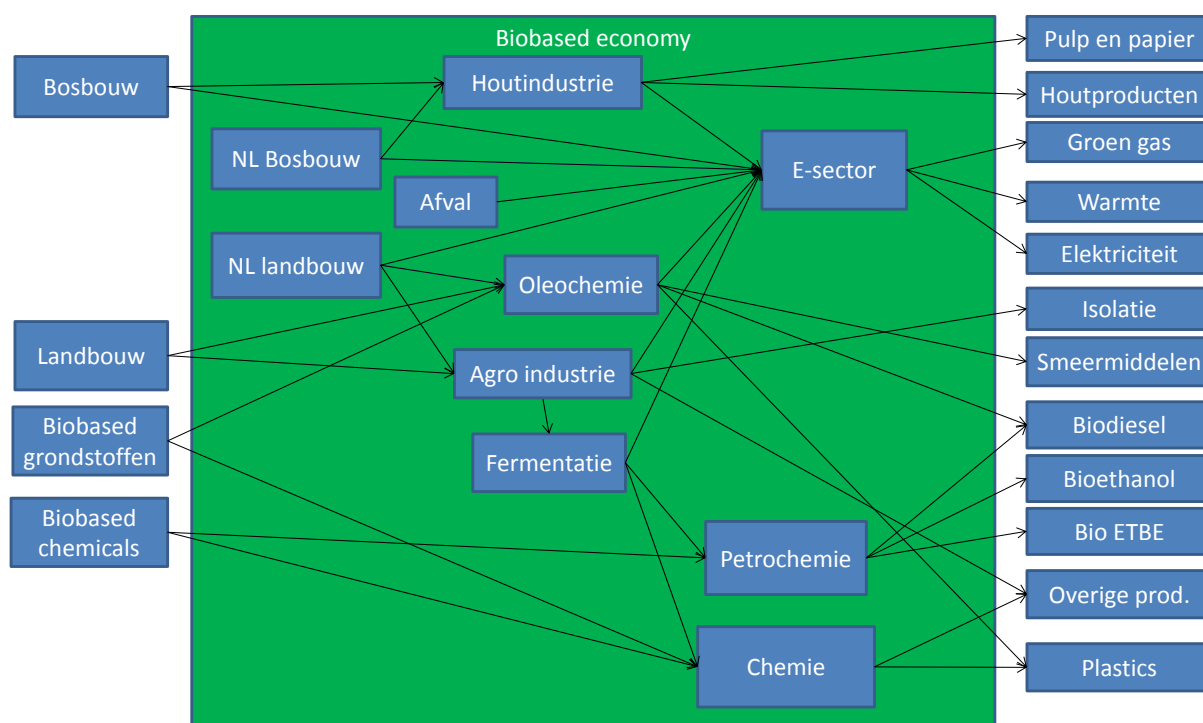 Biobased economy
Bosbouw
Landbouw
Biobased
grondstoffen
Biobased
chemicals
Houtindustrie
NL Bosbouw
Afval
NL landbouw
E-sector
Oleochemie
Agro industrie
Fermentatie
Petrochemie
Chemie
Pulp en papier
Houtproducten
Groen gas
Warmte
Elektriciteit
Isolatie
Smeermiddelen
Biodiesel
Bioethanol
Bio ETBE
Overige prod.
Plastics